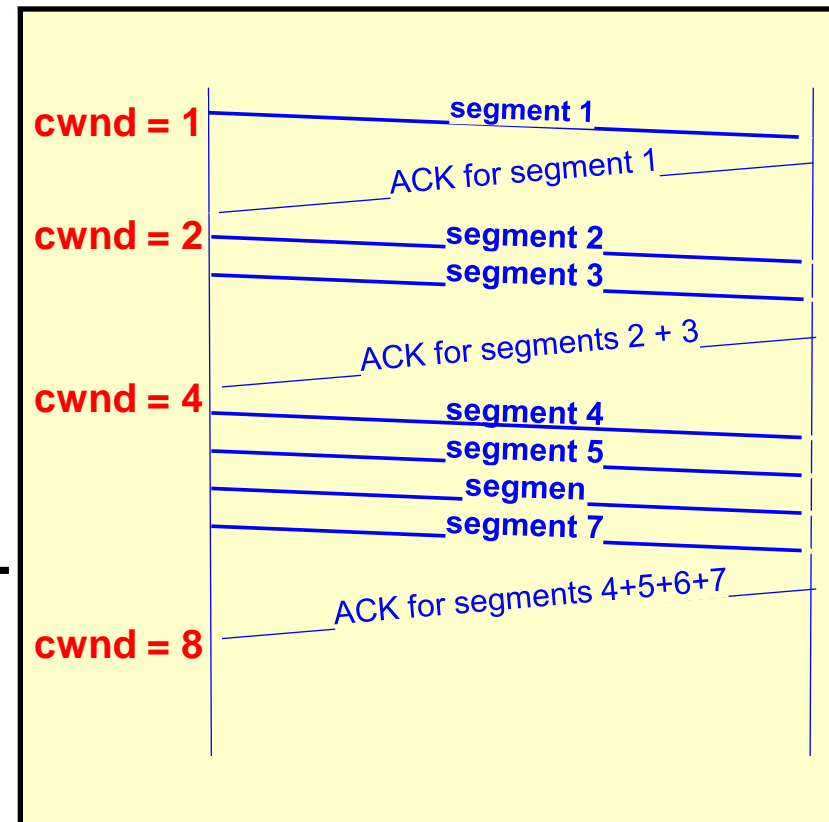 cwnd = 1
segment 1
ACK for segment 1
cwnd = 2
segment 2
segment 3
ACK for segments 2 + 3
cwnd = 4
segment 4
segment 5
segmen
segment 7
ACK for segments 4+5+6+7
cwnd = 8